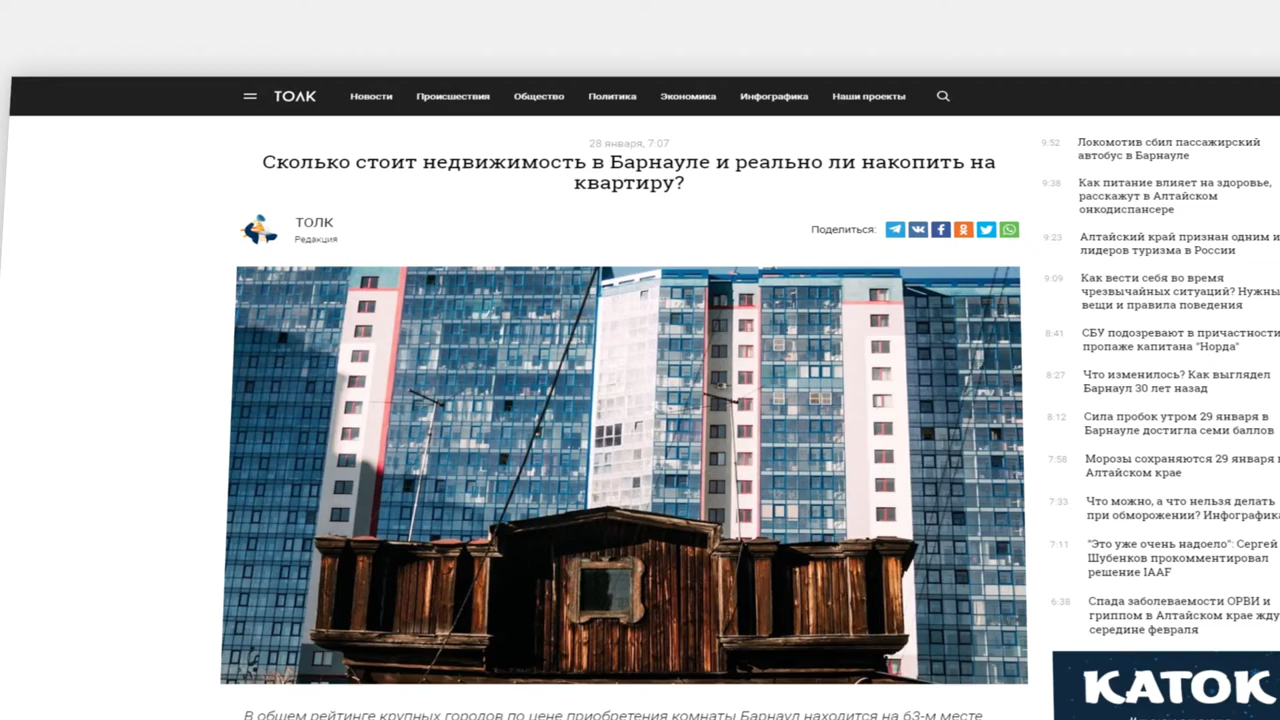 ТОЛК
Новости
Происшествия
Общество
Политика
Экономика
Инфографика
Наши проекты
28 января, 7:07
Сколько стоит недвижимость в Барнауле и реально ли накопить на
квартиру?
ТОЛК
Редакция
Поделиться:
В общем рейтинге крупных городов по цене приобретения комнаты Барнаул находится на 63-м месте
9:52 Локомотив сбил пассажирский
автобус в Барнауле
9:38 Как питание влияет на здоровье,
расскажут в Алтайском
онкодиспансере
9:23 Алтайский край признан одним и
лидеров туризма в России
9:09 Как вести себя во время
чрезвычайных ситуаций? Нужны
вещи и правила поведения
8:41 СБУ подозревают в причастности
пропаже капитана "Норда"
8:27 Что изменилось? Как выглядел
Барнаул 30 лет назад
8:12 Сила пробок утром 29 января в
Барнауле достигла семи баллов
7:58 Морозы сохраняются 29 января
Алтайском крае
7:33 Что можно, а что нельзя делать
при обморожении? Инфографика
7:11 "Это уже очень надоело": Сергей
Шубенков прокомментировал
решение IAAF
6:38 Спада заболеваемости ОРВИ и
гриппом в Алтайском крае жду
середине февраля
КАТОК